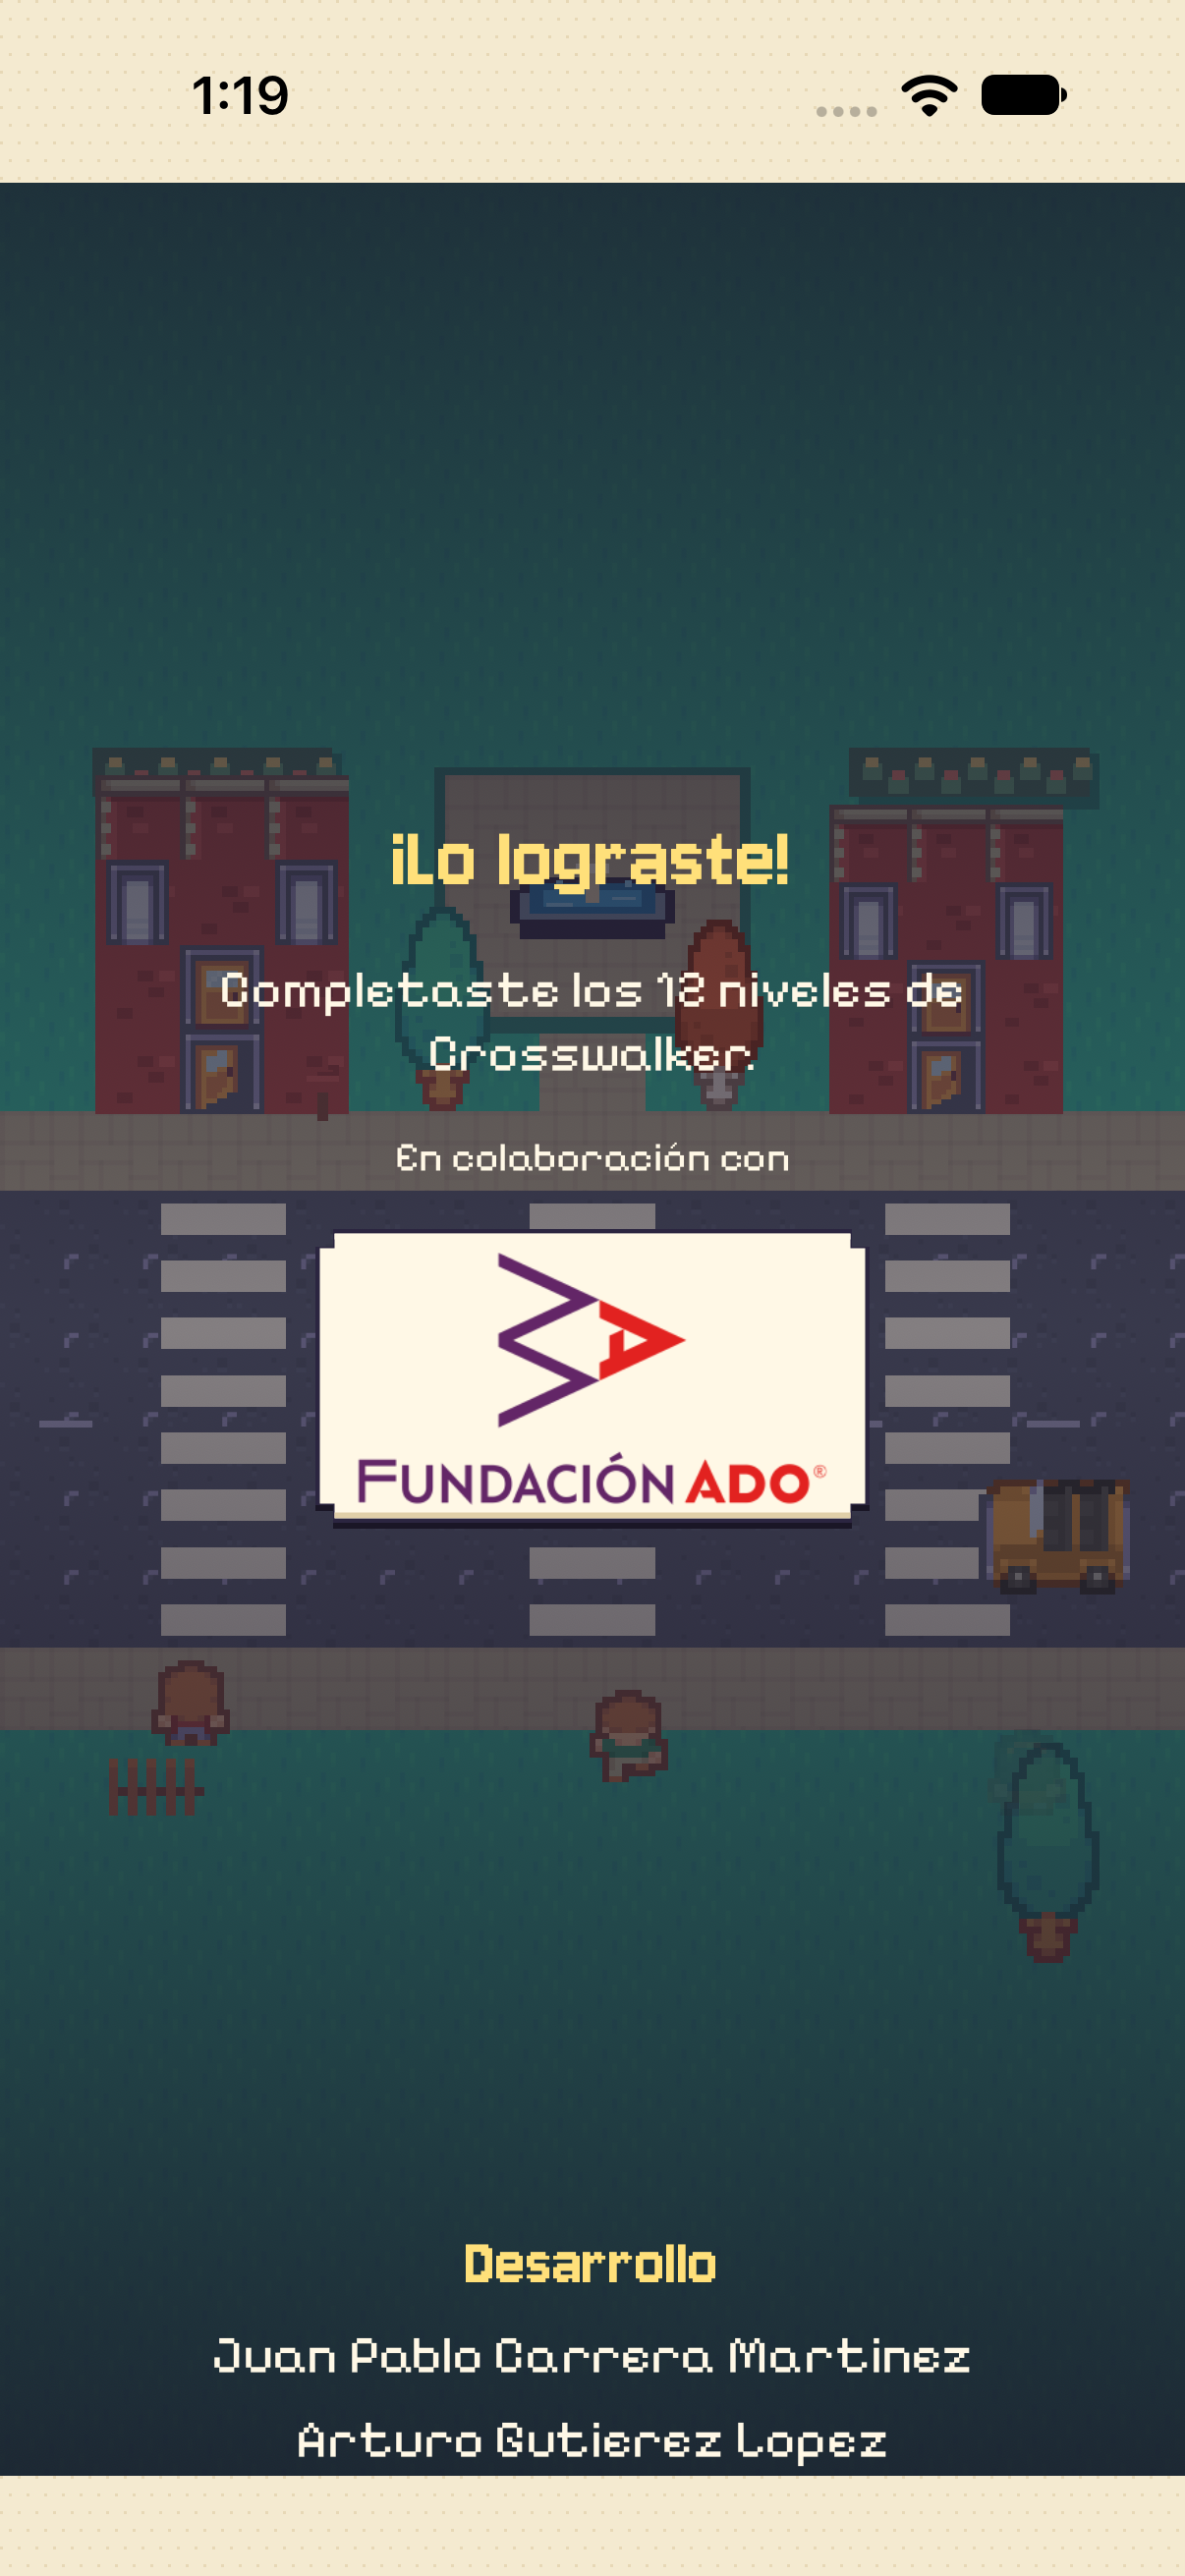 1:19
¡Lo lograste!
Completaste los 12 niveles de
Crosswalker.
En colaboración con
FUNDACIÓN ADO®
Desarrollo
Juan Pablo Carrera Martinez
Arturo Gutierez Lopez